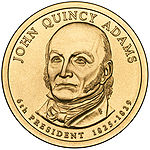 JOHN QUINCY ADAMS
6th PRESIDENT 1825-1829